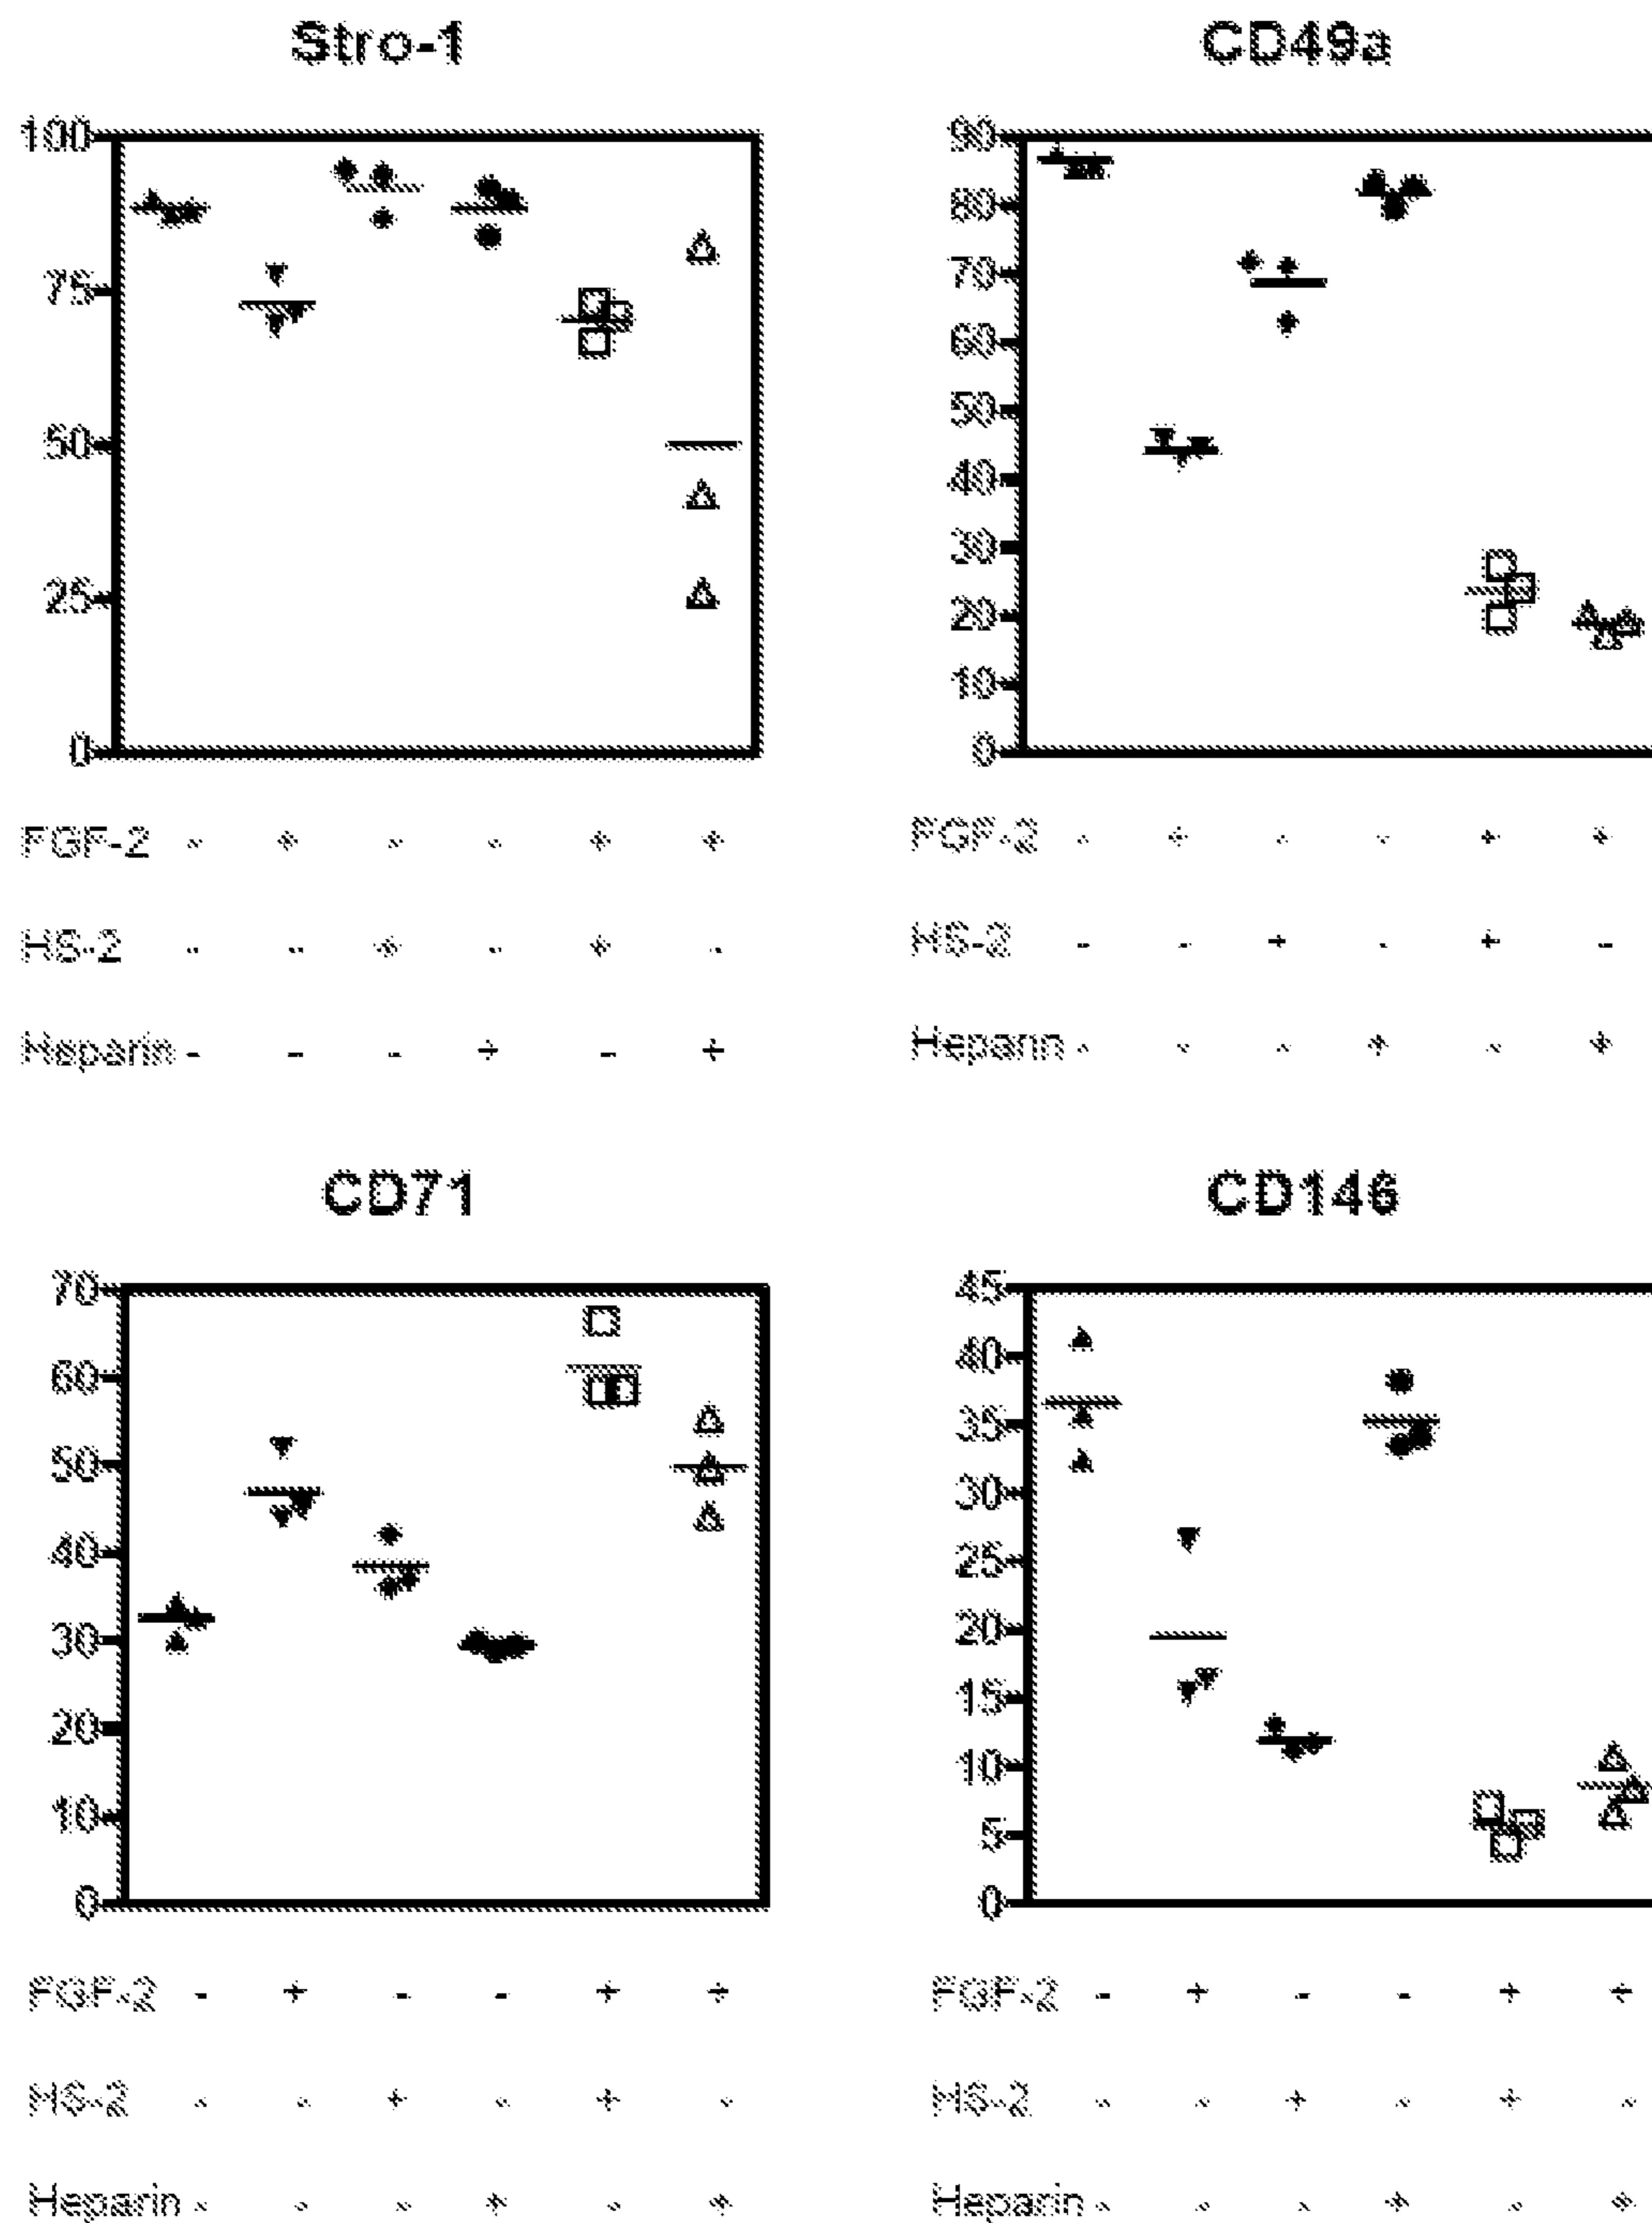 Stro-1
100
75
50
25
0
FGF-2 - + - - + +
HS-2 - - + - + -
Heparin - - - + - +
CD49a
90
80
70
60
50
40
30
20
10
0
FGF-2 - + - - + +
HS-2 - - + - + -
Heparin - - - + - +
CD71
70
60
50
40
30
20
10
0
FGF-2 - + - - + +
HS-2 - - + - + -
Heparin - - - + - +
CD146
45
40
35
30
25
20
15
10
5
0
FGF-2 - + - - + +
HS-2 - - + - + -
Heparin - - - + - +